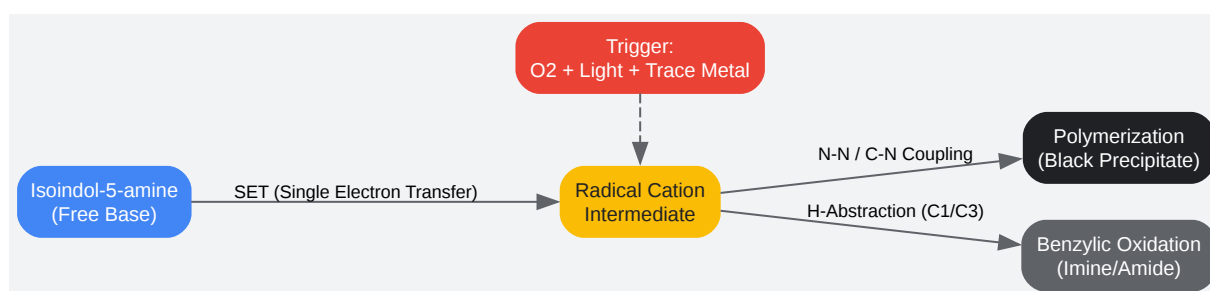 Trigger:
O2 + Light + Trace Metal
Isoindol-5-amine
(Free Base)
SET (Single Electron Transfer)
Radical Cation
Intermediate
N-N / C-N Coupling
H-Abstraction (C1/C3)
Polymerization
(Black Precipitate)
Benzylic Oxidation
(Imine/Amide)